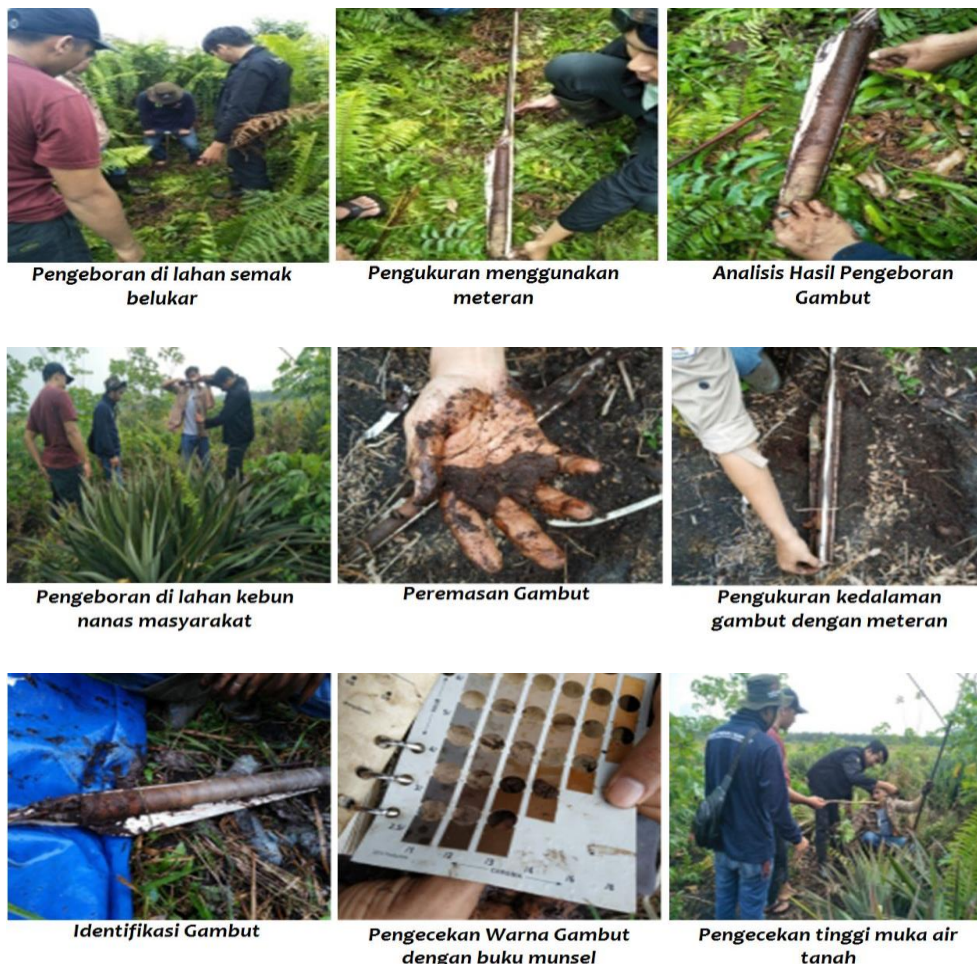 Pengeboran di lahan semak
belukar
Pengukuran menggunakan
meteran
Analisis Hasil Pengeboran
Gambut
Pengeboran di lahan kebun
nanas masyarakat
Peremasan Gambut
Pengukuran kedalaman
gambut dengan meteran
Identifikasi Gambut
Pengecekan Warna Gambut
dengan buku munsel
Pengecekan tinggi muka air
tanah